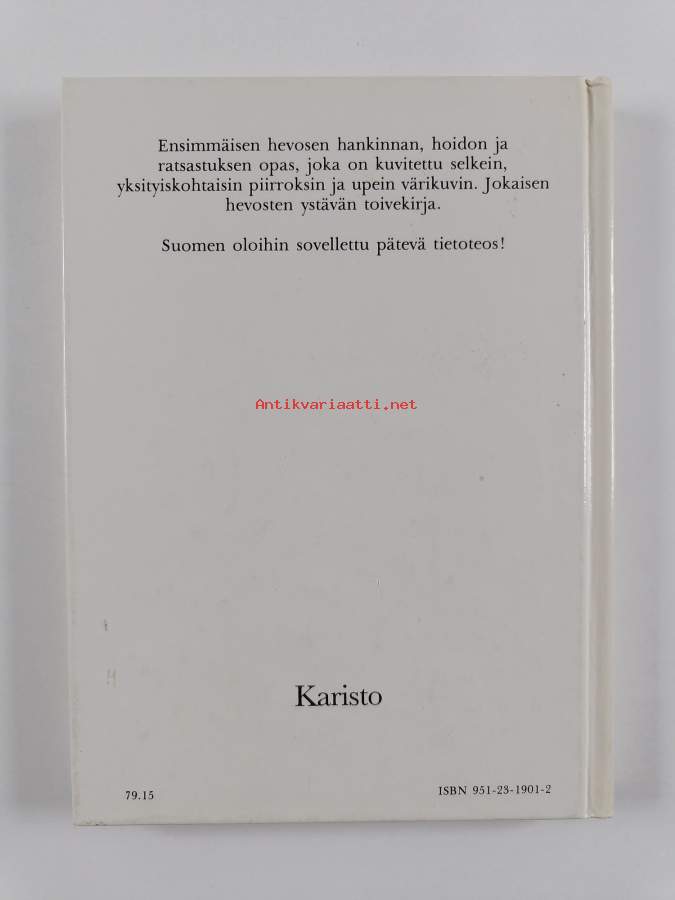 Ensimmäisen hevosen hankinnan, hoidon ja
ratsastuksen opas, joka on kuvitettu selkein,
yksityiskohtaisin piirroksin ja upein värikuvin. Jokaisen
hevosten ystävän toivekirja.
Suomen oloihin sovellettu pätevä tietoteos!
Antikvariaatti.net
Karisto
79.15
ISBN 951-23-1901-2